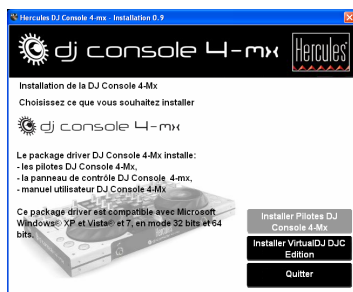 Hercules DJ Console 4-mx - Installation 0.9
dj console 4-mx
Hercules
Installation de la DJ Console 4-Mx
Choisissez ce que vous souhaitez installer
dj console 4-mx
Le package driver DJ Console 4-Mx installe:
- les pilotes DJ Console 4-Mx,
- la panneau de contrôle DJ Console_4-mx,
- manuel utilisateur DJ Console 4-Mx
Ce package driver est compatible avec Microsoft
Windows® XP et Vista® et 7, en mode 32 bits et 64
bits.
Installer Pilotes DJ
Console 4-Mx
Installer VirtualDJ DJC
Edition
Quitter